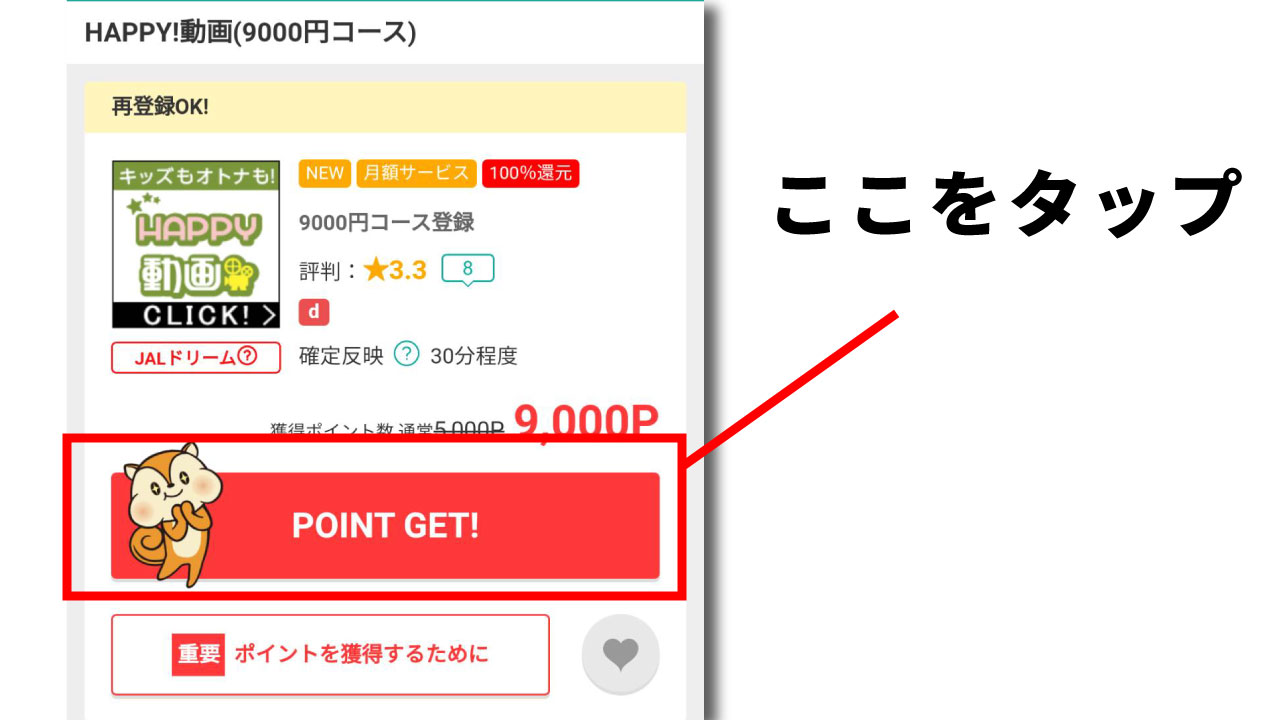 HAPPY!動画(9000円コース)
再登録OK!
キッズもオトナも!
HAPPY
動画
CLICK! >
NEW 月額サービス 100%還元
9000円コース登録
評判：★3.3 8
d
JALドリーム?
確定反映 ? 30分程度
獲得ポイント数 通常5,000P 9,000P
POINT GET!
重要 ポイントを獲得するために
ここをタップ